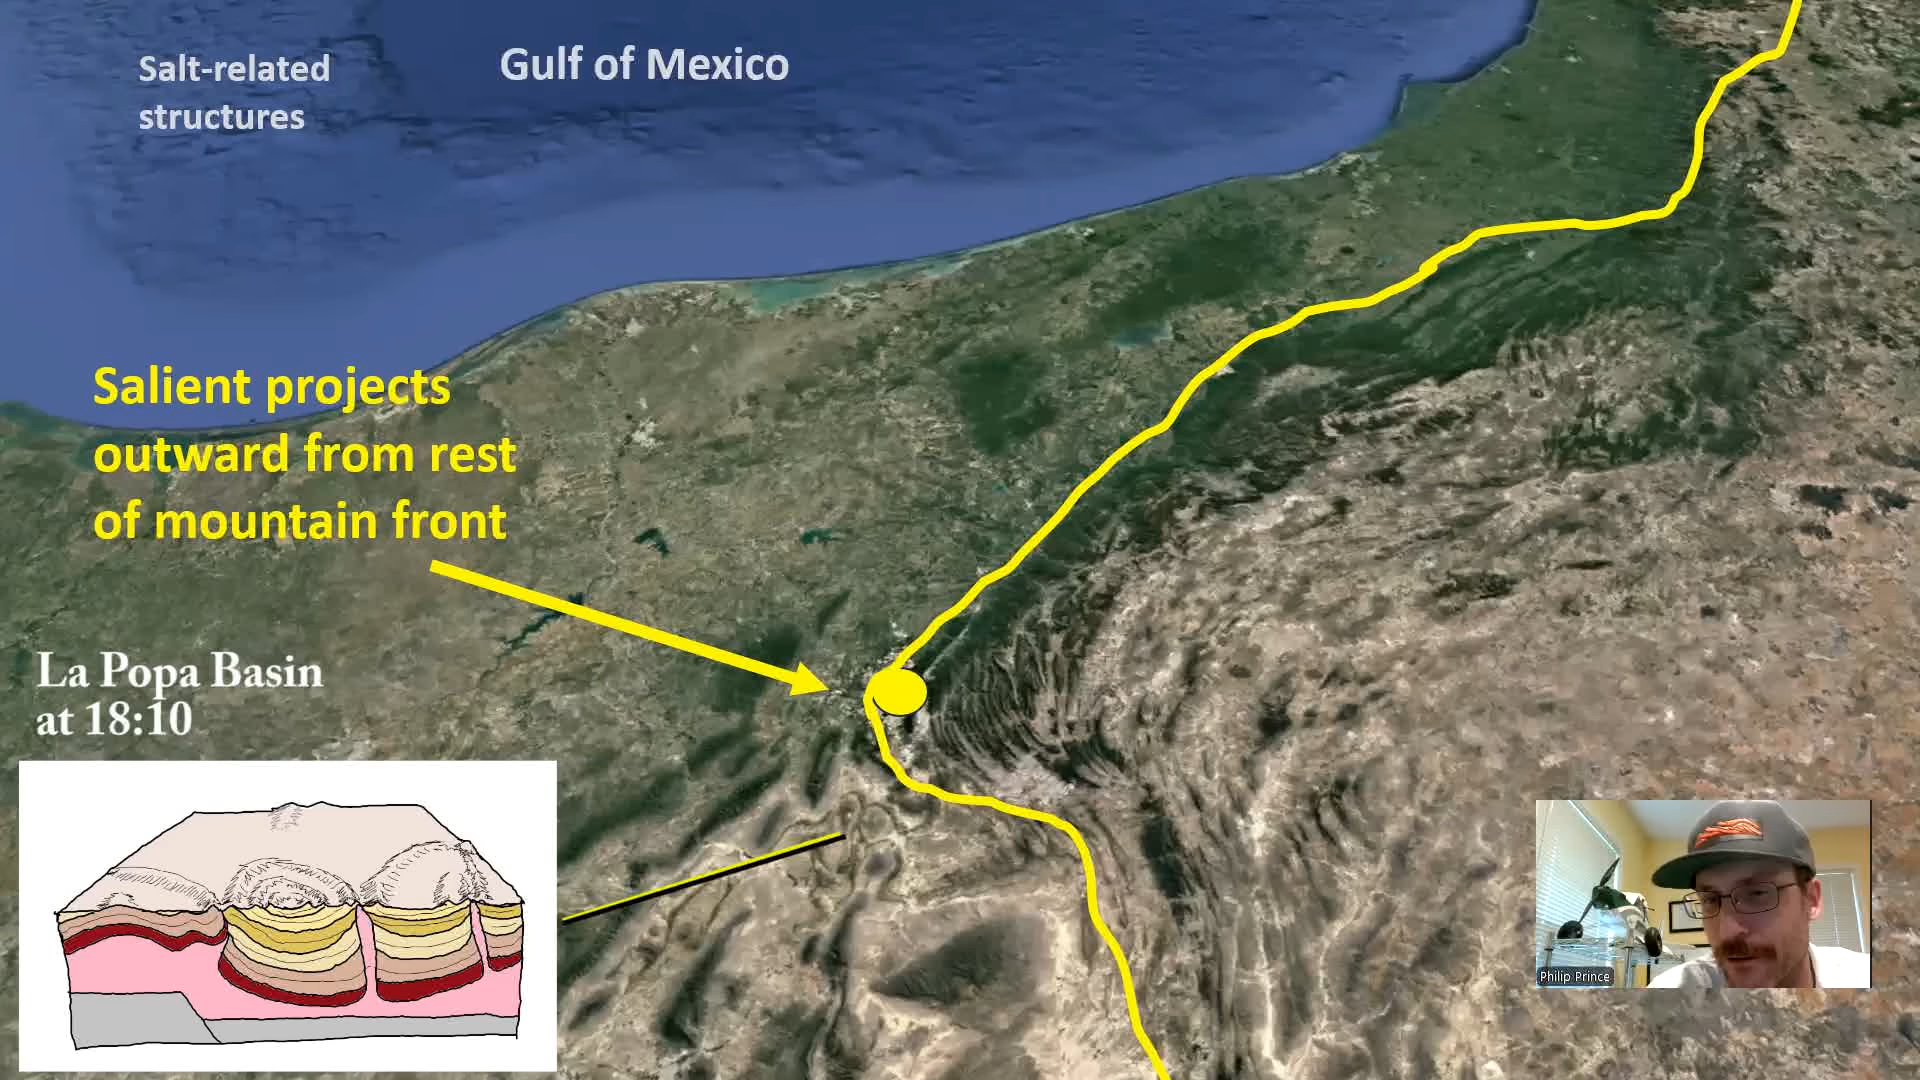 Salt-related
structures
Gulf of Mexico
Salient projects
outward from rest
of mountain front
La Popa Basin
at 18:10
Philip Prince